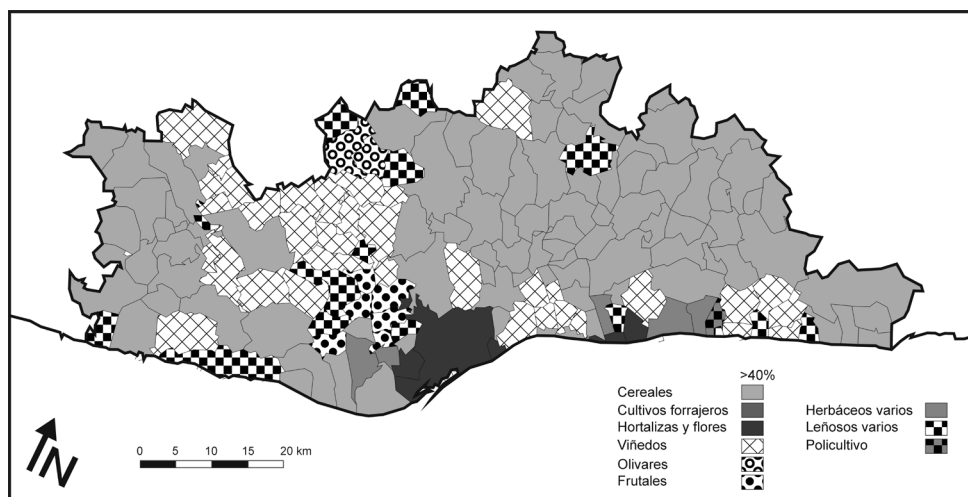 >40%
Cereales
Cultivos forrajeros
Hortalizas y flores
Viñedos
Olivares
Frutales
Herbáceos varios
Leñosos varios
Policultivo
N
0 5 10 20 km